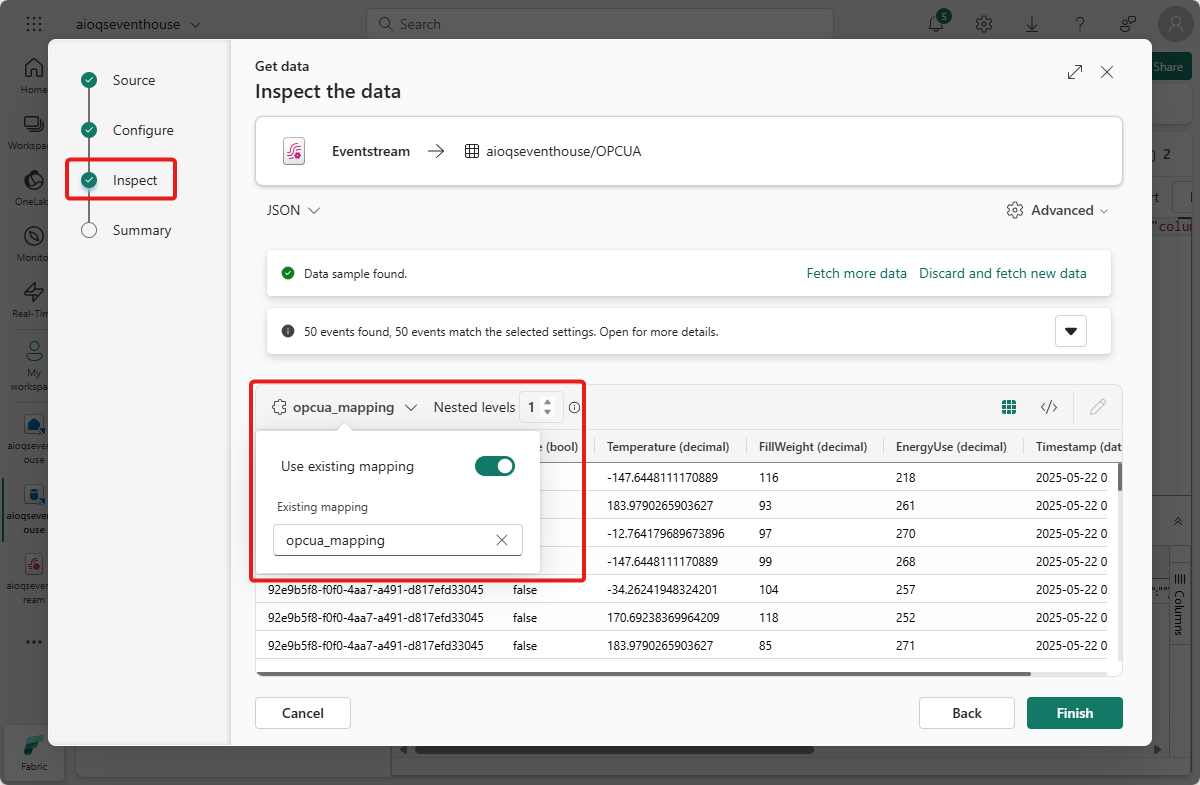 aioqseventhouse
Search
5
Home
Workspa
OneLak
Monito
Real-Tim
My
workspa
aioqseve
ouse
aioqseven
ouse
aioqseven
ream
Fabric
Share
2
"colum
Columns
Source
Configure
Inspect
Summary
Get data
Inspect the data
Eventstream
aioqseventhouse/OPCUA
JSON
Advanced
Data sample found.
Fetch more data
Discard and fetch new data
50 events found, 50 events match the selected settings. Open for more details.
opcua_mapping
Nested levels
1
e (bool)
Temperature (decimal)
FillWeight (decimal)
EnergyUse (decimal)
Timestamp (dat
Use existing mapping
Existing mapping
opcua_mapping
-147.6448111170889 116 218 2025-05-22 0
183.9790265903627 93 261 2025-05-22 0
-12.764179689673896 97 270 2025-05-22 0
-147.6448111170889 99 268 2025-05-22 0
92e9b5f8-f0f0-4aa7-a491-d817efd33045 false -34.26241948324201 104 257 2025-05-22 0
92e9b5f8-f0f0-4aa7-a491-d817efd33045 false 170.69238369964209 118 252 2025-05-22 0
92e9b5f8-f0f0-4aa7-a491-d817efd33045 false 183.9790265903627 85 271 2025-05-22 0
Cancel
Back
Finish